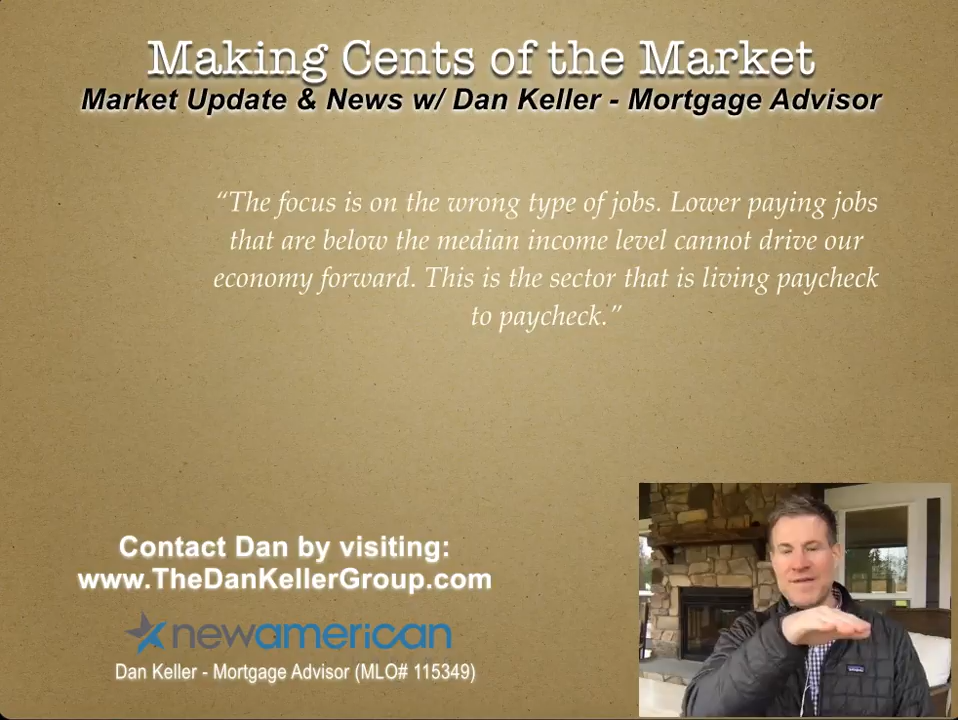 Making Cents of the Market
Market Update & News w/ Dan Keller - Mortgage Advisor
“The focus is on the wrong type of jobs. Lower paying jobs
that are below the median income level cannot drive our
economy forward. This is the sector that is living paycheck
to paycheck.”
Contact Dan by visiting:
www.TheDanKellerGroup.com
newamerican
Dan Keller - Mortgage Advisor (MLO# 115349)